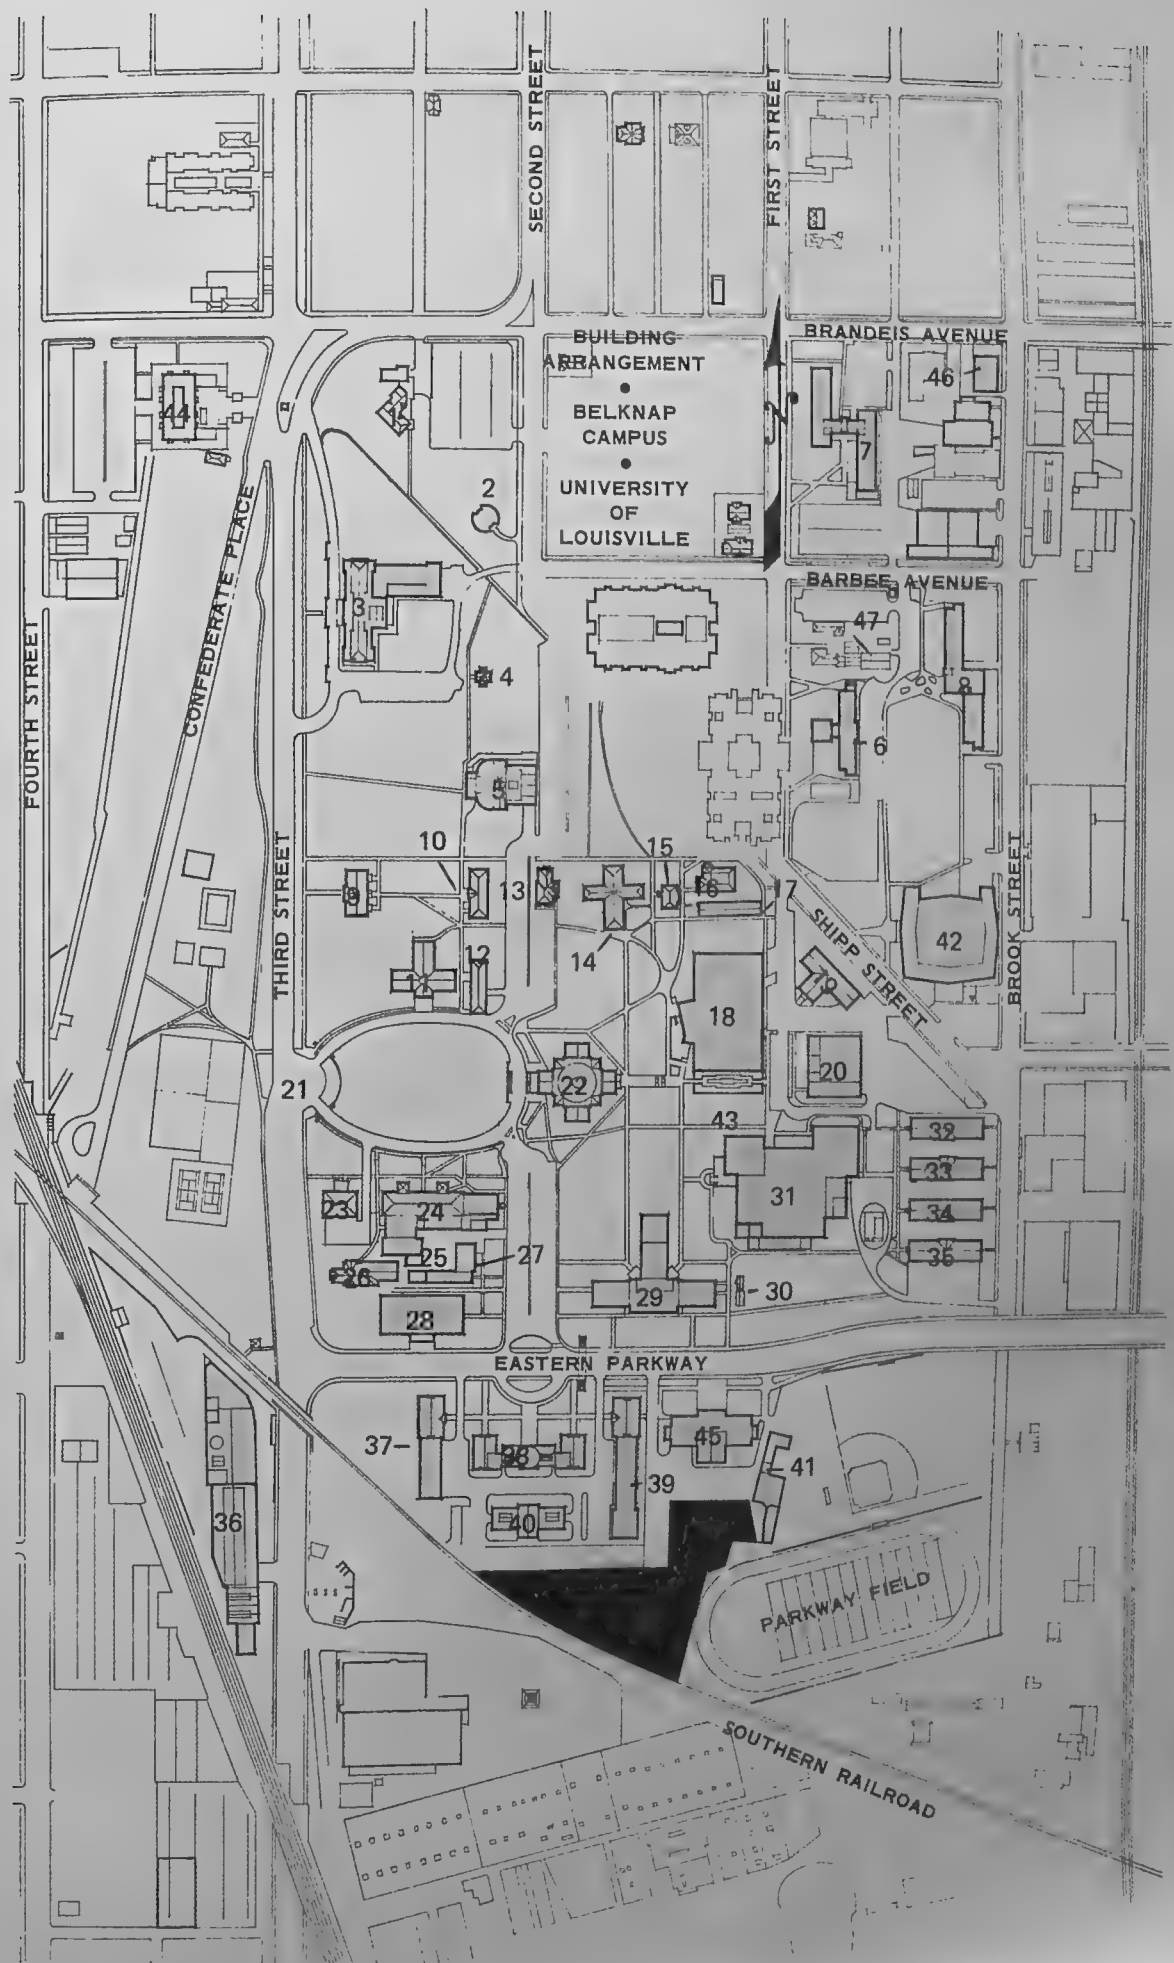 SECOND STREET
FIRST STREET
BUILDING
ARRANGEMENT
•
BELKNAP
CAMPUS
•
UNIVERSITY
OF
LOUISVILLE
BRANDEIS AVENUE
46
44
1
7
2
CONFEDERATE PLACE
BARBEE AVENUE
3
47
FOURTH STREET
4
8
6
5
10
15
THIRD STREET
9
13
16
17
SHIPP STREET
BROOK STREET
42
14
12
11
19
18
20
21
22
43
32
33
31
23
24
34
25
27
35
26
29
30
28
EASTERN PARKWAY
37
38
45
39
41
36
40
PARKWAY FIELD
SOUTHERN RAILROAD